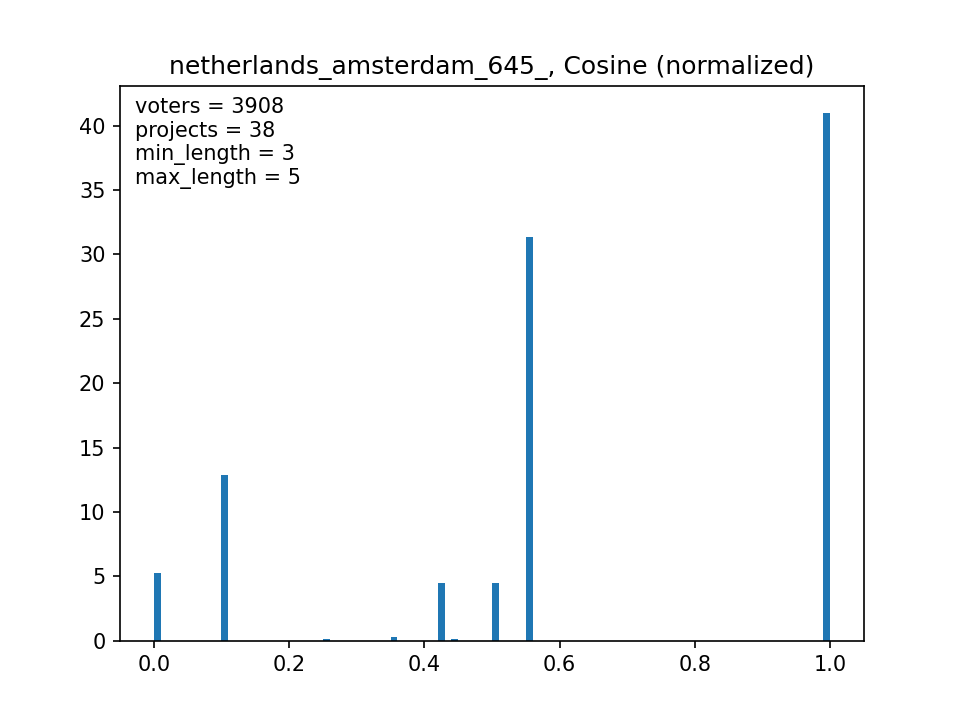 netherlands_amsterdam_645_, Cosine (normalized)
voters = 3908
projects = 38
min_length = 3
max_length = 5
40
35
30
25
20
15
10
5
0
0.0 0.2 0.4 0.6 0.8 1.0